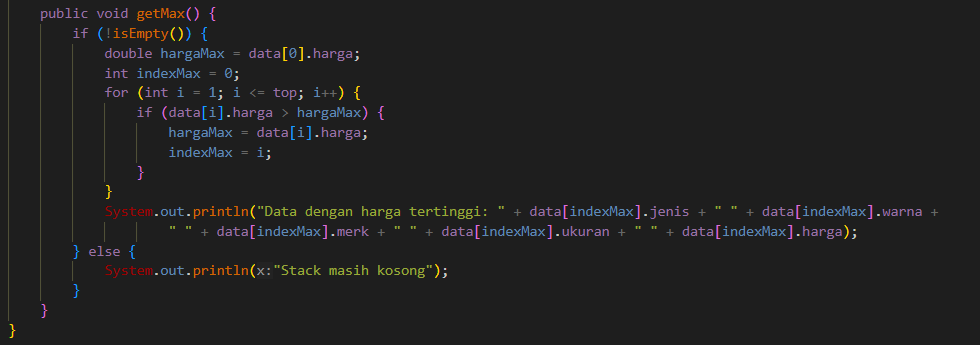 public void getMax() {
if (!isEmpty()) {
double hargaMax = data[0].harga;
int indexMax = 0;
for (int i = 1; i <= top; i++) {
if (data[i].harga > hargaMax) {
hargaMax = data[i].harga;
indexMax = i;
}
}
System.out.println("Data dengan harga tertinggi: " + data[indexMax].jenis + " " + data[indexMax].warna +
" " + data[indexMax].merk + " " + data[indexMax].ukuran + " " + data[indexMax].harga);
} else {
System.out.println(x:"Stack masih kosong");
}
}
}